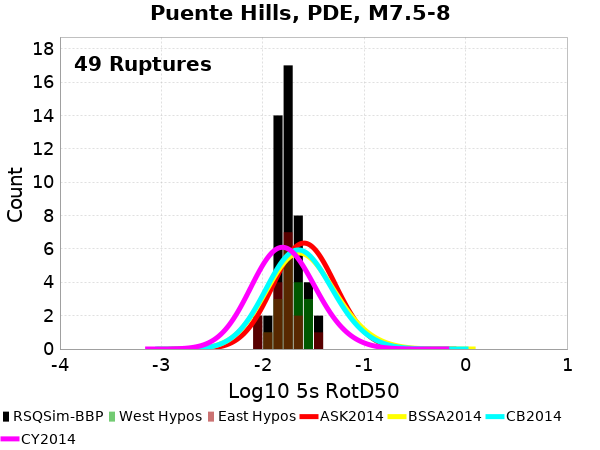 Puente Hills, PDE, M7.5-8
49 Ruptures
18
16
14
12
10
8
6
4
2
0
Count
-4 -3 -2 -1 0 1
Log10 5s RotD50
RSQSim-BBP West Hypos East Hypos ASK2014 BSSA2014 CB2014
CY2014